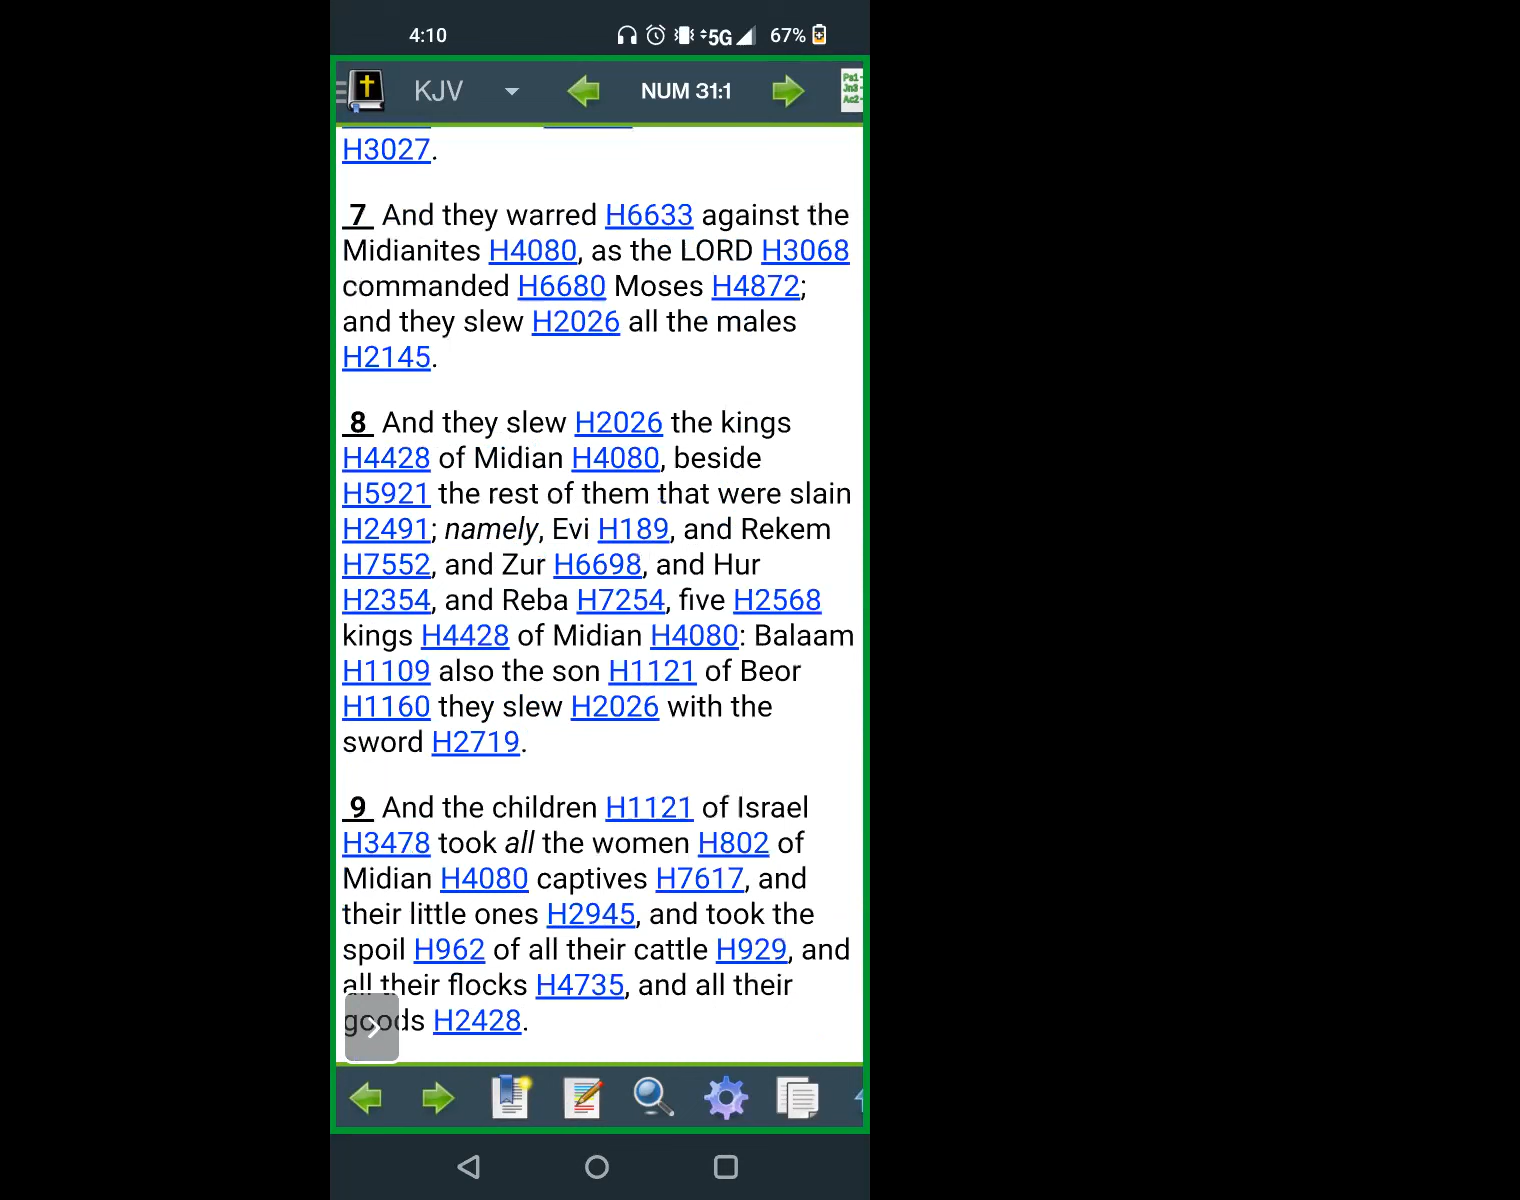 4:10 5G 67%
KJV NUM 31:1 Ps1- Jn3- Ac2-
H3027.
7 And they warred H6633 against the
Midianites H4080, as the LORD H3068
commanded H6680 Moses H4872;
and they slew H2026 all the males
H2145.
8 And they slew H2026 the kings
H4428 of Midian H4080, beside
H5921 the rest of them that were slain
H2491; namely, Evi H189, and Rekem
H7552, and Zur H6698, and Hur
H2354, and Reba H7254, five H2568
kings H4428 of Midian H4080: Balaam
H1109 also the son H1121 of Beor
H1160 they slew H2026 with the
sword H2719.
9 And the children H1121 of Israel
H3478 took all the women H802 of
Midian H4080 captives H7617, and
their little ones H2945, and took the
spoil H962 of all their cattle H929, and
all their flocks H4735, and all their
goods H2428.